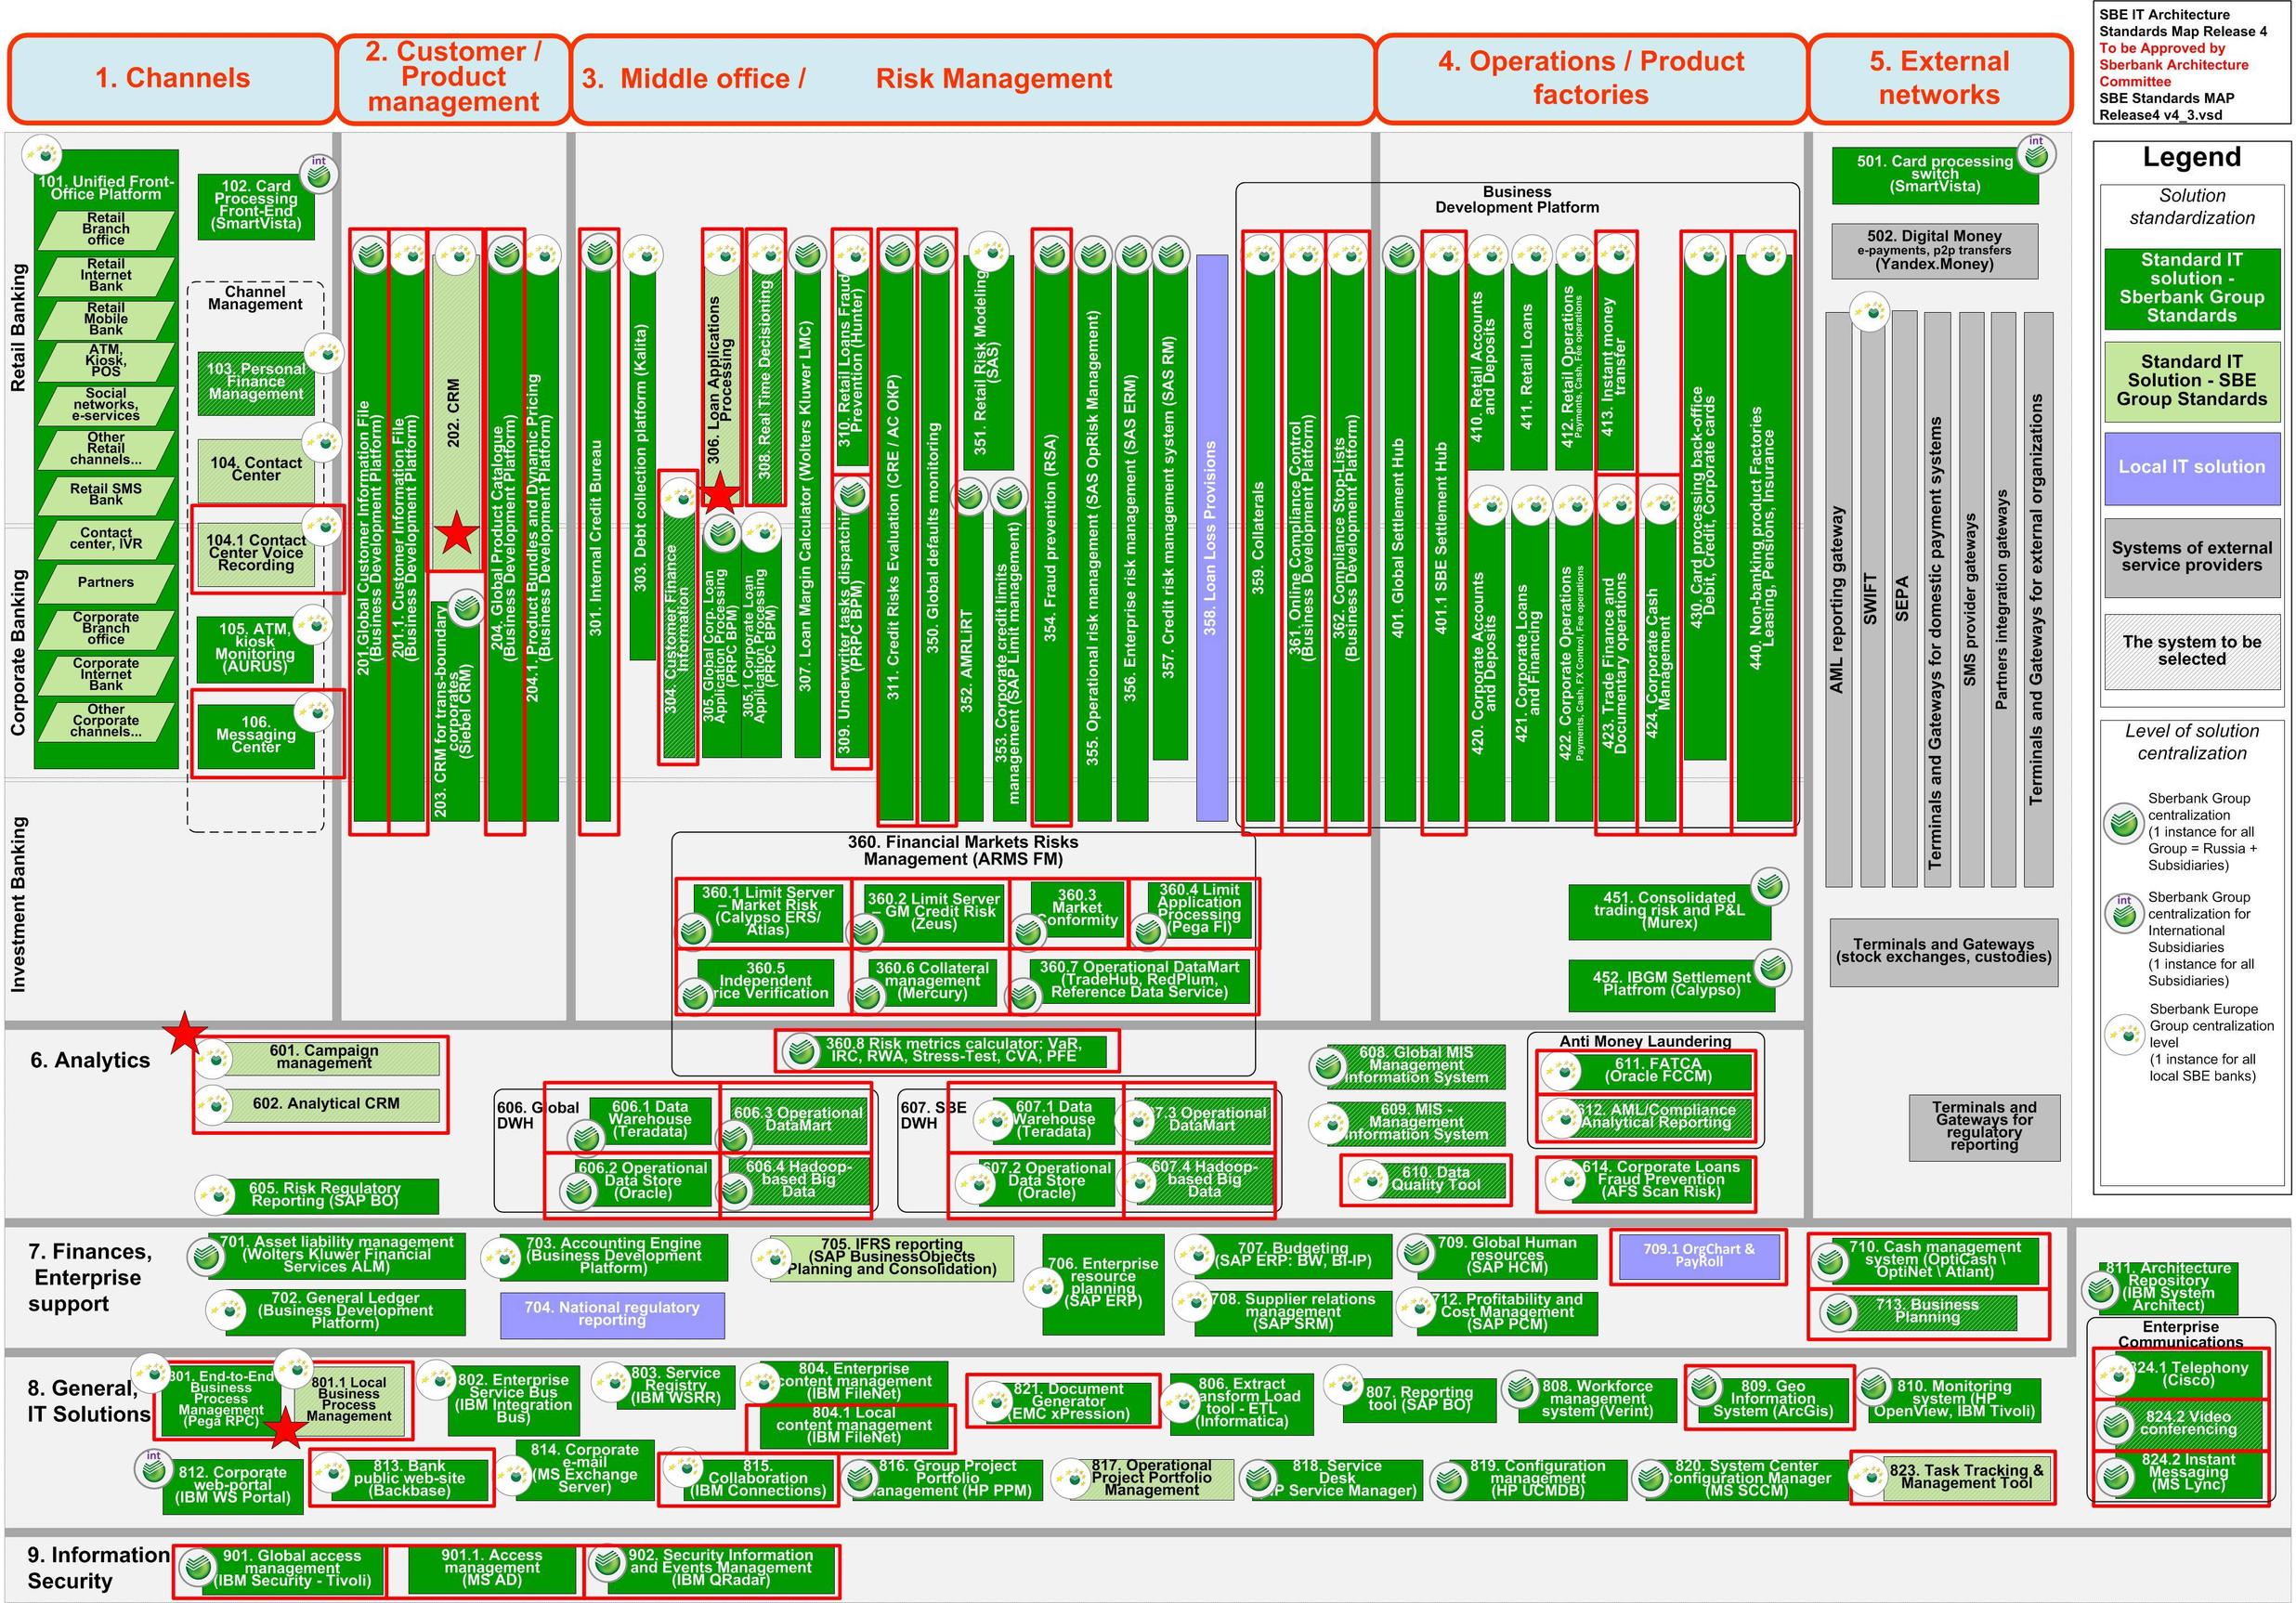 1. Channels
2. Customer /
Product
management
3. Middle office / Risk Management
4. Operations / Product
factories
5. External
networks
SBE IT Architecture
Standards Map Release 4
To be Approved by
Sberbank Architecture
Committee
SBE Standards MAP
Release4 v4_3.vsd
Retail Banking
Corporate Banking
Investment Banking
101. Unified Front-
Office Platform
Retail
Branch
office
Retail
Internet
Bank
Retail
Mobile
Bank
ATM,
Kiosk,
POS
Social
networks,
e-services
Other
Retail
channels...
Retail SMS
Bank
Contact
center, IVR
Partners
Corporate
Branch
office
Corporate
Internet
Bank
Other
Corporate
channels...
int
102. Card
Processing
Front-End
(SmartVista)
Channel
Management
103. Personal
Finance
Management
104. Contact
Center
104.1 Contact
Center Voice
Recording
105. ATM,
kiosk
Monitoring
(AURUS)
106.
Messaging
Center
201.Global Customer Information File
(Business Development Platform)
201.1. Customer Information File
(Business Development Platform)
202. CRM
203. CRM for trans-boundary
corporates
(Siebel CRM)
204. Global Product Catalogue
(Business Development Platform)
204.1. Product Bundles and Dynamic Pricing
(Business Development Platform)
301. Internal Credit Bureau
303. Debt collection platform (Kalita)
304. Customer Finance
Information
306. Loan Applications
Processing
305. Global Corp. Loan
Application Processing
(PRPC BPM)
305.1 Corporate Loan
Application Processing
(PRPC BPM)
308. Real Time Decisioning
307. Loan Margin Calculator (Wolters Kluwer LMC)
310. Retail Loans Fraud
Prevention (Hunter)
309. Underwriter tasks dispatching
(PRPC BPM)
311. Credit Risks Evaluation (CRE / AC OKP)
350. Global defaults monitoring
351. Retail Risk Modeling
(SAS)
352. AMRLiRT
353. Corporate credit limits
management (SAP Limit management)
354. Fraud prevention (RSA)
355. Operational risk management (SAS OpRisk Management)
356. Enterprise risk management (SAS ERM)
357. Credit risk management system (SAS RM)
358. Loan Loss Provisions
Business
Development Platform
359. Collaterals
361. Online Compliance Control
(Business Development Platform)
362. Compliance Stop-Lists
(Business Development Platform)
401. Global Settlement Hub
401.1 SBE Settlement Hub
410. Retail Accounts
and Deposits
411. Retail Loans
412. Retail Operations
Payments, Cash, Fee operations
413. Instant money
transfer
420. Corporate Accounts
and Deposits
421. Corporate Loans
and Financing
422. Corporate Operations
Payments, Cash, FX Control, Fee operations
423. Trade Finance and
Documentary operations
424. Corporate Cash
Management
430. Card processing back-office
Debit, Credit, Corporate cards
440. Non-banking product Factories
Leasing, Pensions, Insurance
int
501. Card processing
switch
(SmartVista)
502. Digital Money
e-payments, p2p transfers
(Yandex.Money)
AML reporting gateway
SWIFT
SEPA
Terminals and Gateways for domestic payment systems
SMS provider gateways
Partners integration gateways
Terminals and Gateways for external organizations
Terminals and Gateways
(stock exchanges, custodies)
Terminals and
Gateways for
regulatory
reporting
360. Financial Markets Risks
Management (ARMS FM)
360.1 Limit Server
– Market Risk
(Calypso ERS/
Atlas)
360.2 Limit Server
– GM Credit Risk
(Zeus)
360.3
Market
Conformity
360.4 Limit
Application
Processing
(Pega FI)
360.5
Independent
rice Verification
360.6 Collateral
management
(Mercury)
360.7 Operational DataMart
(TradeHub, RedPlum,
Reference Data Service)
360.8 Risk metrics calculator: VaR,
IRC, RWA, Stress-Test, CVA, PFE
451. Consolidated
trading risk and P&L
(Murex)
452. IBGM Settlement
Platfrom (Calypso)
6. Analytics
601. Campaign
management
602. Analytical CRM
605. Risk Regulatory
Reporting (SAP BO)
606. Global
DWH
606.1 Data
Warehouse
(Teradata)
606.3 Operational
DataMart
606.2 Operational
Data Store
(Oracle)
606.4 Hadoop-
based Big
Data
607. SBE
DWH
607.1 Data
Warehouse
(Teradata)
7.3 Operational
DataMart
607.2 Operational
Data Store
(Oracle)
607.4 Hadoop-
based Big
Data
608. Global MIS
Management
Information System
609. MIS -
Management
Information System
610. Data
Quality Tool
Anti Money Laundering
611. FATCA
(Oracle FCCM)
612. AML/Compliance
Analytical Reporting
614. Corporate Loans
Fraud Prevention
(AFS Scan Risk)
7. Finances,
Enterprise
support
701. Asset liability management
(Wolters Kluwer Financial
Services ALM)
702. General Ledger
(Business Development
Platform)
703. Accounting Engine
(Business Development
Platform)
704. National regulatory
reporting
705. IFRS reporting
(SAP BusinessObjects
Planning and Consolidation)
706. Enterprise
resource
planning
(SAP ERP)
707. Budgeting
(SAP ERP: BW, BI-IP)
708. Supplier relations
management
(SAP SRM)
709. Global Human
resources
(SAP HCM)
712. Profitability and
Cost Management
(SAP PCM)
709.1 OrgChart &
PayRoll
710. Cash management
system (OptiCash \
OptiNet \ Atlant)
713. Business
Planning
811. Architecture
Repository
(IBM System
Architect)
Enterprise
Communications
824.1 Telephony
(Cisco)
824.2 Video
conferencing
824.2 Instant
Messaging
(MS Lync)
8. General,
IT Solutions
801. End-to-End
Business
Process
Management
(Pega RPC)
801.1 Local
Business
Process
Management
802. Enterprise
Service Bus
(IBM Integration
Bus)
803. Service
Registry
(IBM WSRR)
804. Enterprise
content management
(IBM FileNet)
804.1 Local
content management
(IBM FileNet)
821. Document
Generator
(EMC xPression)
806. Extract
Transform Load
tool - ETL
(Informatica)
807. Reporting
tool (SAP BO)
808. Workforce
management
system (Verint)
809. Geo
Information
System (ArcGis)
810. Monitoring
system (HP
OpenView, IBM Tivoli)
int
812. Corporate
web-portal
(IBM WS Portal)
813. Bank
public web-site
(Backbase)
814. Corporate
e-mail
(MS Exchange
Server)
815.
Collaboration
(IBM Connections)
816. Group Project
Portfolio
Management (HP PPM)
817. Operational
Project Portfolio
Management
818. Service
Desk
P Service Manager)
819. Configuration
management
(HP UCMDB)
820. System Center
Configuration Manager
(MS SCCM)
823. Task Tracking &
Management Tool
9. Information
Security
901. Global access
management
(IBM Security - Tivoli)
901.1. Access
management
(MS AD)
902. Security Information
and Events Management
(IBM QRadar)
Legend
Solution
standardization
Standard IT
solution -
Sberbank Group
Standards
Standard IT
Solution - SBE
Group Standards
Local IT solution
Systems of external
service providers
The system to be
selected
Level of solution
centralization
Sberbank Group
centralization
(1 instance for all
Group = Russia +
Subsidiaries)
int
Sberbank Group
centralization for
International
Subsidiaries
(1 instance for all
Subsidiaries)
Sberbank Europe
Group centralization
level
(1 instance for all
local SBE banks)